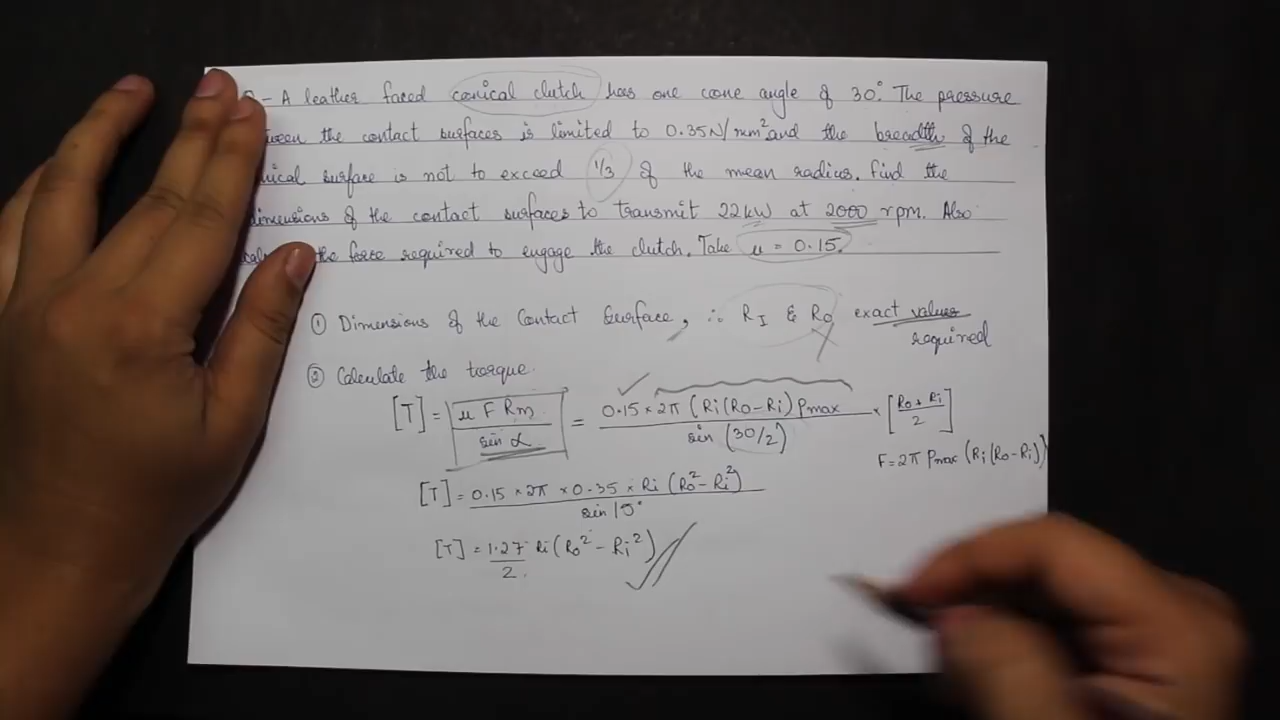 – A leather faced conical clutch has one cone angle of 30°. The pressure
the contact surfaces is limited to 0.35N/mm² and the breadth of the
surface is not to exceed 1/3 of the mean radius. Find the
dimensions of the contact surfaces to transmit 22kW at 2000 rpm. Also
the force required to engage the clutch. Take u = 0.15.
① Dimensions of the Contact Surface, ∴ RI & Ro exact values
required
② Calculate the torque.
[T] = u F Rm / sin α = 0.15 × 2π (Ri(Ro-Ri) Pmax / sin (30/2) × [Ro + Ri / 2]
F = 2π Pmax (Ri(Ro-Ri))
[T] = 0.15 × 2π × 0.35 × Ri (Ro² - Ri²) / sin 15°
[T] = 1.27 / 2 Ri (Ro² - Ri²)